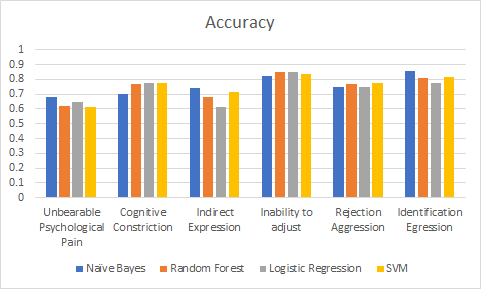 Accuracy
1
0.9
0.8
0.7
0.6
0.5
0.4
0.3
0.2
0.1
0
Unbearable
Psychological
Pain
Cognitive
Constriction
Indirect
Expression
Inability to
adjust
Rejection
Aggression
Identification
Egression
Naïve Bayes
Random Forest
Logistic Regression
SVM